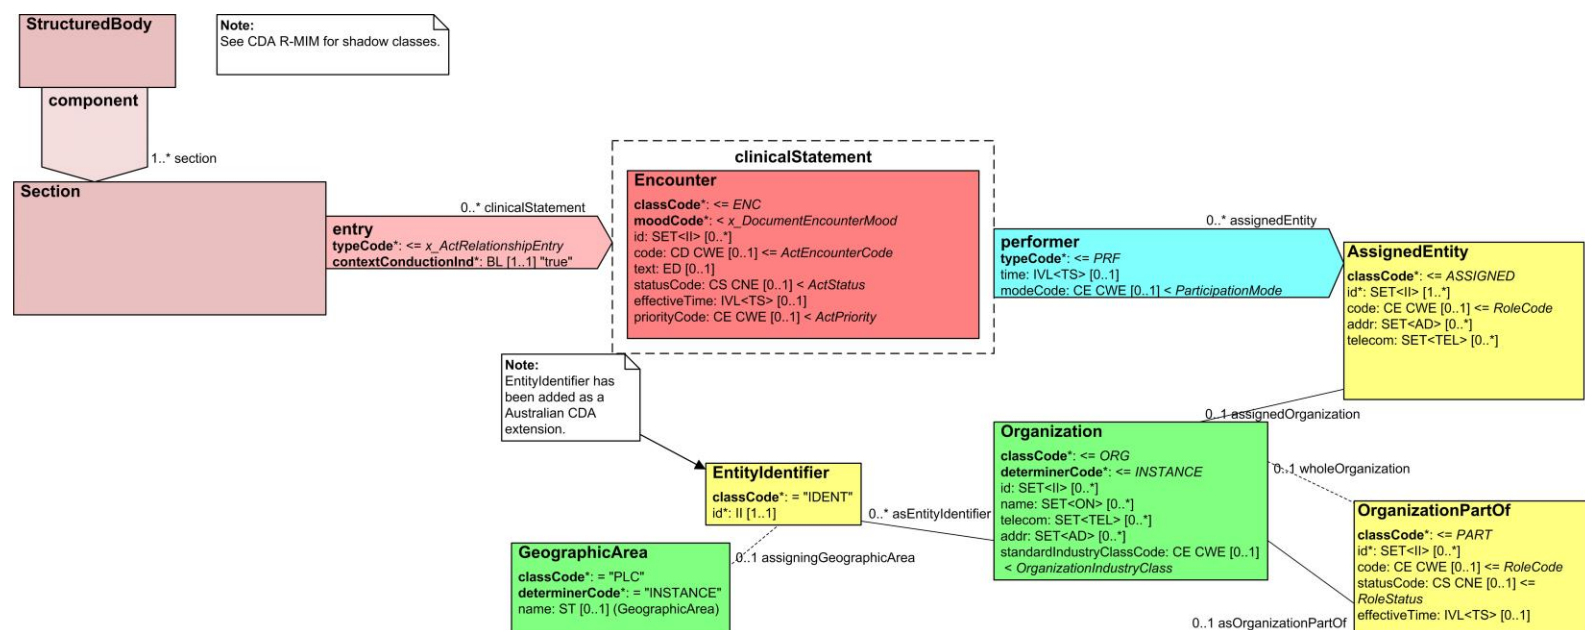 StructuredBody
Note:
See CDA R-MIM for shadow classes.
component
1..* section
Section
0..* clinicalStatement
entry
typeCode*: <= x_ActRelationshipEntry
contextConductionInd*: BL [1..1] "true"
clinicalStatement
Encounter
classCode*: <= ENC
moodCode*: < x_DocumentEncounterMood
id: SET<II> [0..*]
code: CD CWE [0..1] <= ActEncounterCode
text: ED [0..1]
statusCode: CS CNE [0..1] < ActStatus
effectiveTime: IVL<TS> [0..1]
priorityCode: CE CWE [0..1] < ActPriority
0..* assignedEntity
performer
typeCode*: <= PRF
time: IVL<TS> [0..1]
modeCode: CE CWE [0..1] < ParticipationMode
AssignedEntity
classCode*: <= ASSIGNED
id*: SET<II> [1..*]
code: CE CWE [0..1] <= RoleCode
addr: SET<AD> [0..*]
telecom: SET<TEL> [0..*]
Note:
EntityIdentifier has
been added as a
Australian CDA
extension.
0..1 assignedOrganization
Organization
classCode*: <= ORG
determinerCode*: <= INSTANCE
id: SET<II> [0..*]
name: SET<ON> [0..*]
telecom: SET<TEL> [0..*]
addr: SET<AD> [0..*]
standardIndustryClassCode: CE CWE [0..1]
< OrganizationIndustryClass
0..1 wholeOrganization
EntityIdentifier
classCode*: = "IDENT"
id*: II [1..1]
0..* asEntityIdentifier
OrganizationPartOf
classCode*: <= PART
id*: SET<II> [0..*]
code: CE CWE [0..1] <= RoleCode
statusCode: CS CNE [0..1] <=
RoleStatus
effectiveTime: IVL<TS> [0..1]
GeographicArea
classCode*: = "PLC"
determinerCode*: = "INSTANCE"
name: ST [0..1] (GeographicArea)
0..1 assigningGeographicArea
0..1 asOrganizationPartOf